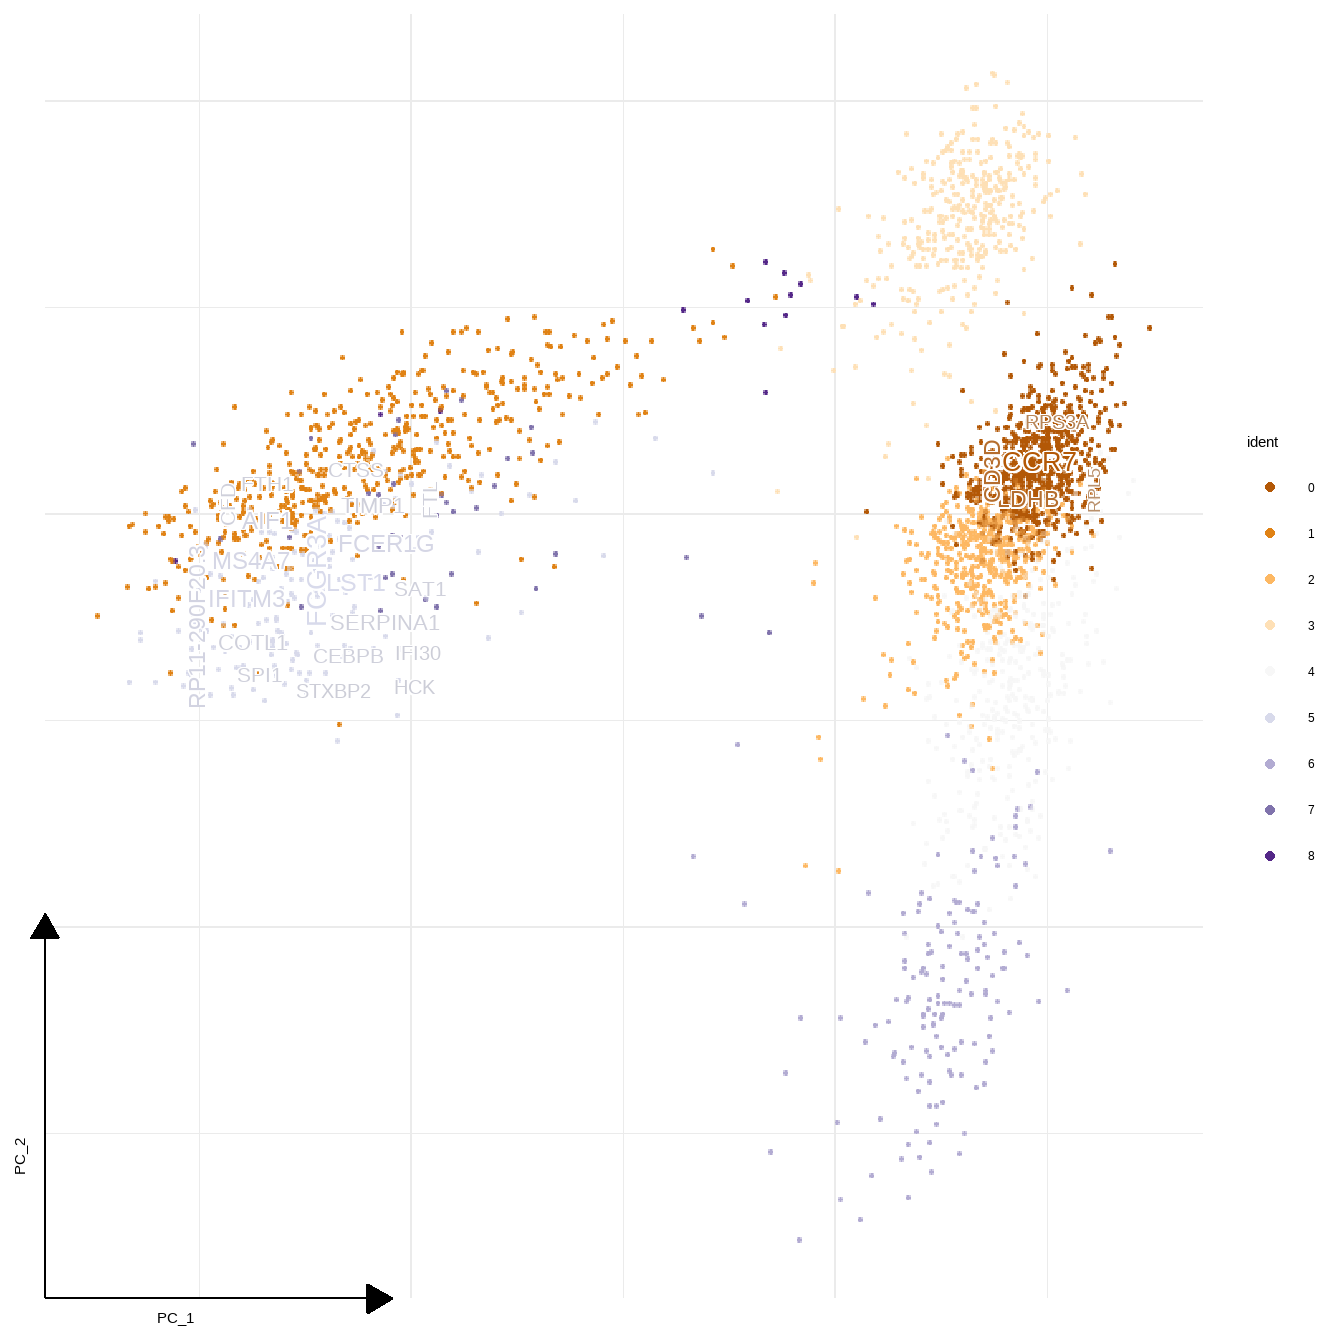 RPS3A
ident
CD3D
CCR7
CTSS
FTH1
CFD
0
LDHB
RPL5
TIMP1
FTL
AIF1
1
FCER1G
MS4A7
FCGR3A
LST1
SAT1
2
IFITM3
RP11-290F20.3
SERPINA1
3
COTL1
CEBPB
IFI30
4
SPI1
STXBP2
HCK
5
6
7
8
PC_2
PC_1